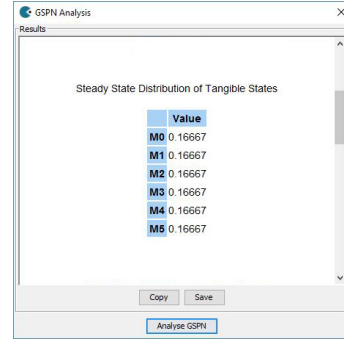 GSPN Analysis
Results
Steady State Distribution of Tangible States
Value
M0 0.16667
M1 0.16667
M2 0.16667
M3 0.16667
M4 0.16667
M5 0.16667
Copy Save
Analyse GSPN